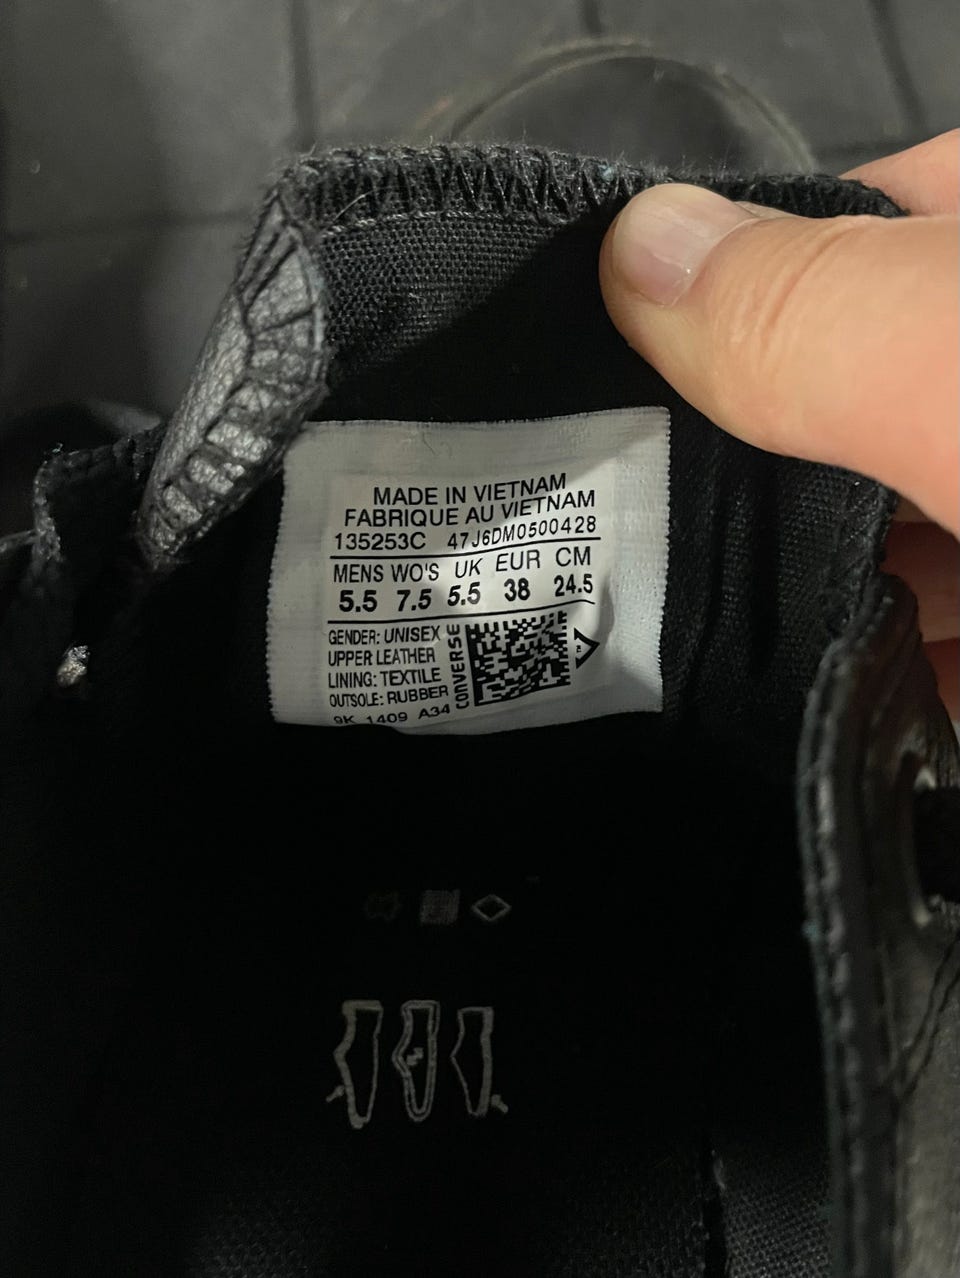 MADE IN VIETNAM
FABRIQUE AU VIETNAM
135253C 47J6DM0500428
MENS WO'S UK EUR CM
5.5 7.5 5.5 38 24.5
GENDER: UNISEX
UPPER LEATHER
LINING: TEXTILE
OUTSOLE: RUBBER
9K 1409 A34
CONVERSE
TM